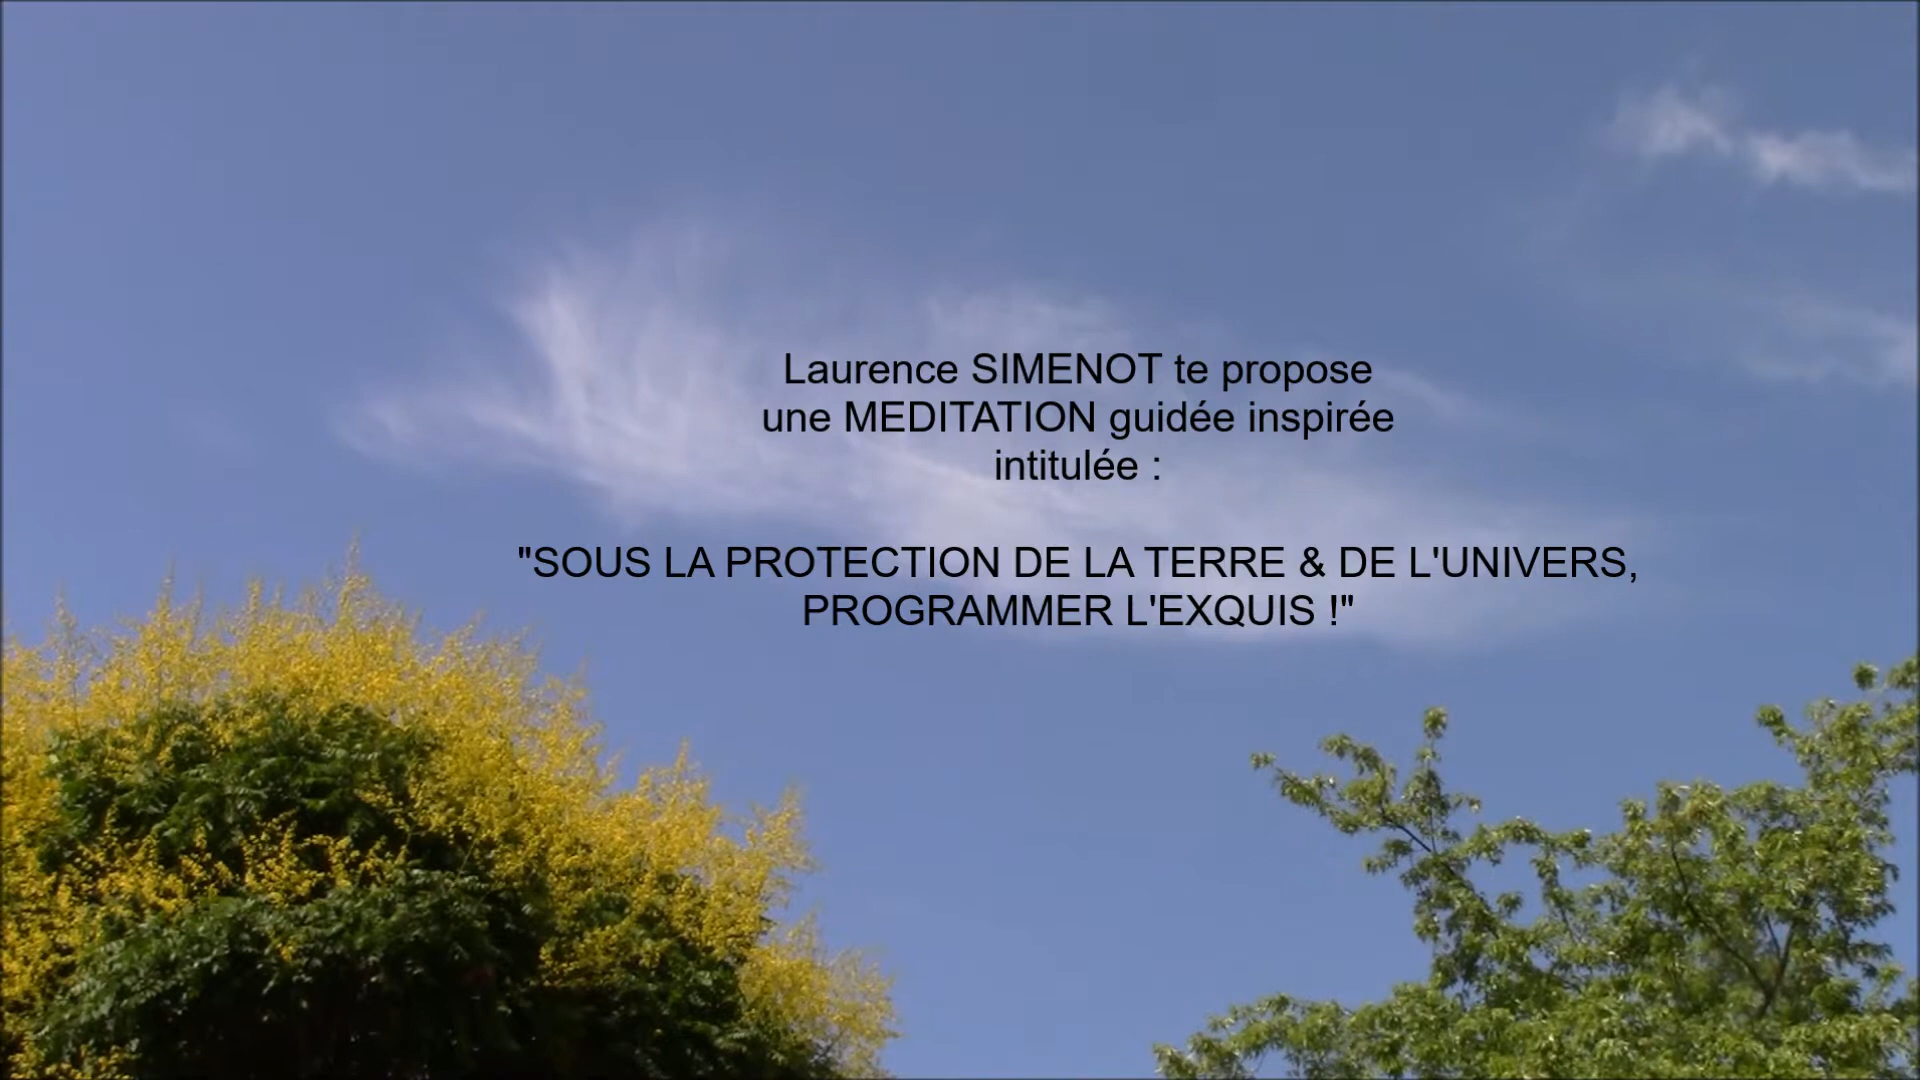 Laurence SIMENOT te propose
une MEDITATION guidée inspirée
intitulée :
"SOUS LA PROTECTION DE LA TERRE & DE L'UNIVERS,
PROGRAMMER L'EXQUIS !"